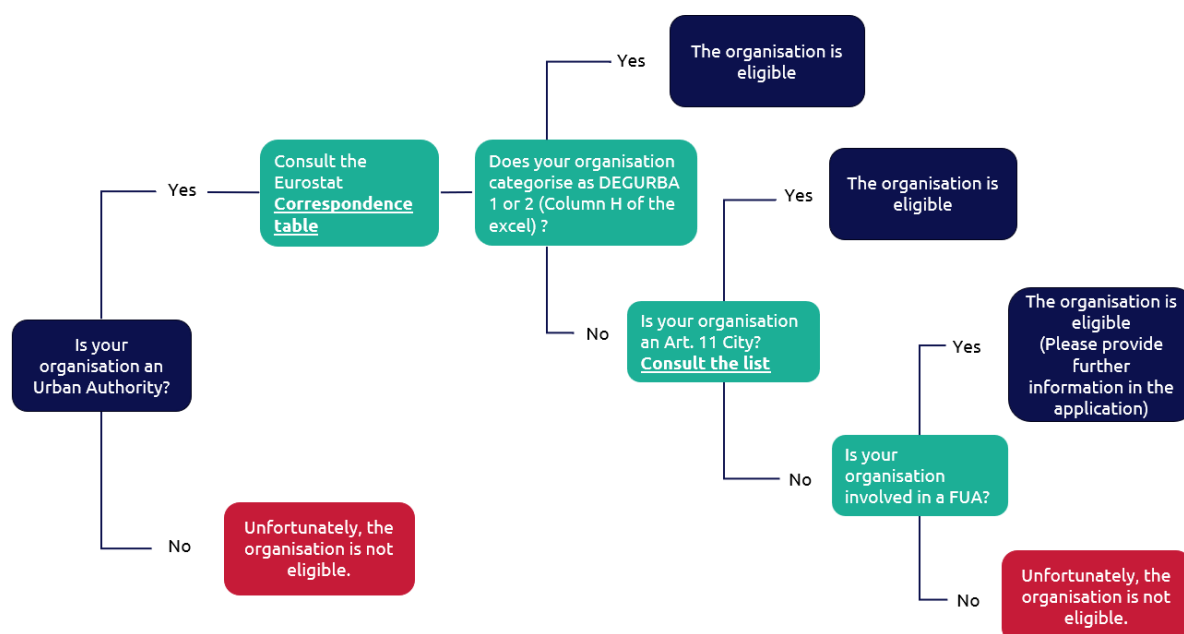 Yes
The organisation is
eligible
Consult the
Eurostat
Correspondence
table
Does your organisation
categorise as DEGURBA
1 or 2 (Column H of the
excel) ?
Yes
Yes
The organisation is
eligible
Is your
organisation an
Urban Authority?
No
Is your organisation
an Art. 11 City?
Consult the list
Yes
The organisation is
eligible
(Please provide
further
information in the
application)
No
Is your
organisation
involved in a FUA?
No
Unfortunately, the
organisation is not
eligible.
No
Unfortunately, the
organisation is not
eligible.